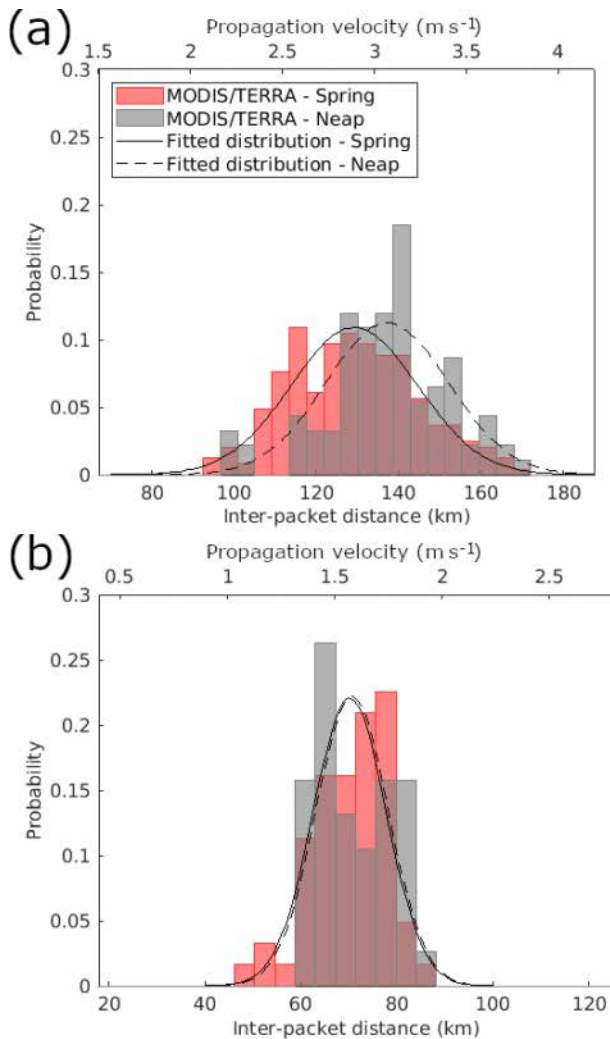 (a)
Propagation velocity (m s-1)
1.5 2 2.5 3 3.5 4
0.3
0.25
0.2
0.15
0.1
0.05
0
Probability
MODIS/TERRA - Spring
MODIS/TERRA - Neap
Fitted distribution - Spring
Fitted distribution - Neap
80 100 120 140 160 180
Inter-packet distance (km)
(b)
Propagation velocity (m s-1)
0.5 1 1.5 2 2.5
0.3
0.25
0.2
0.15
0.1
0.05
0
Probability
20 40 60 80 100 120
Inter-packet distance (km)